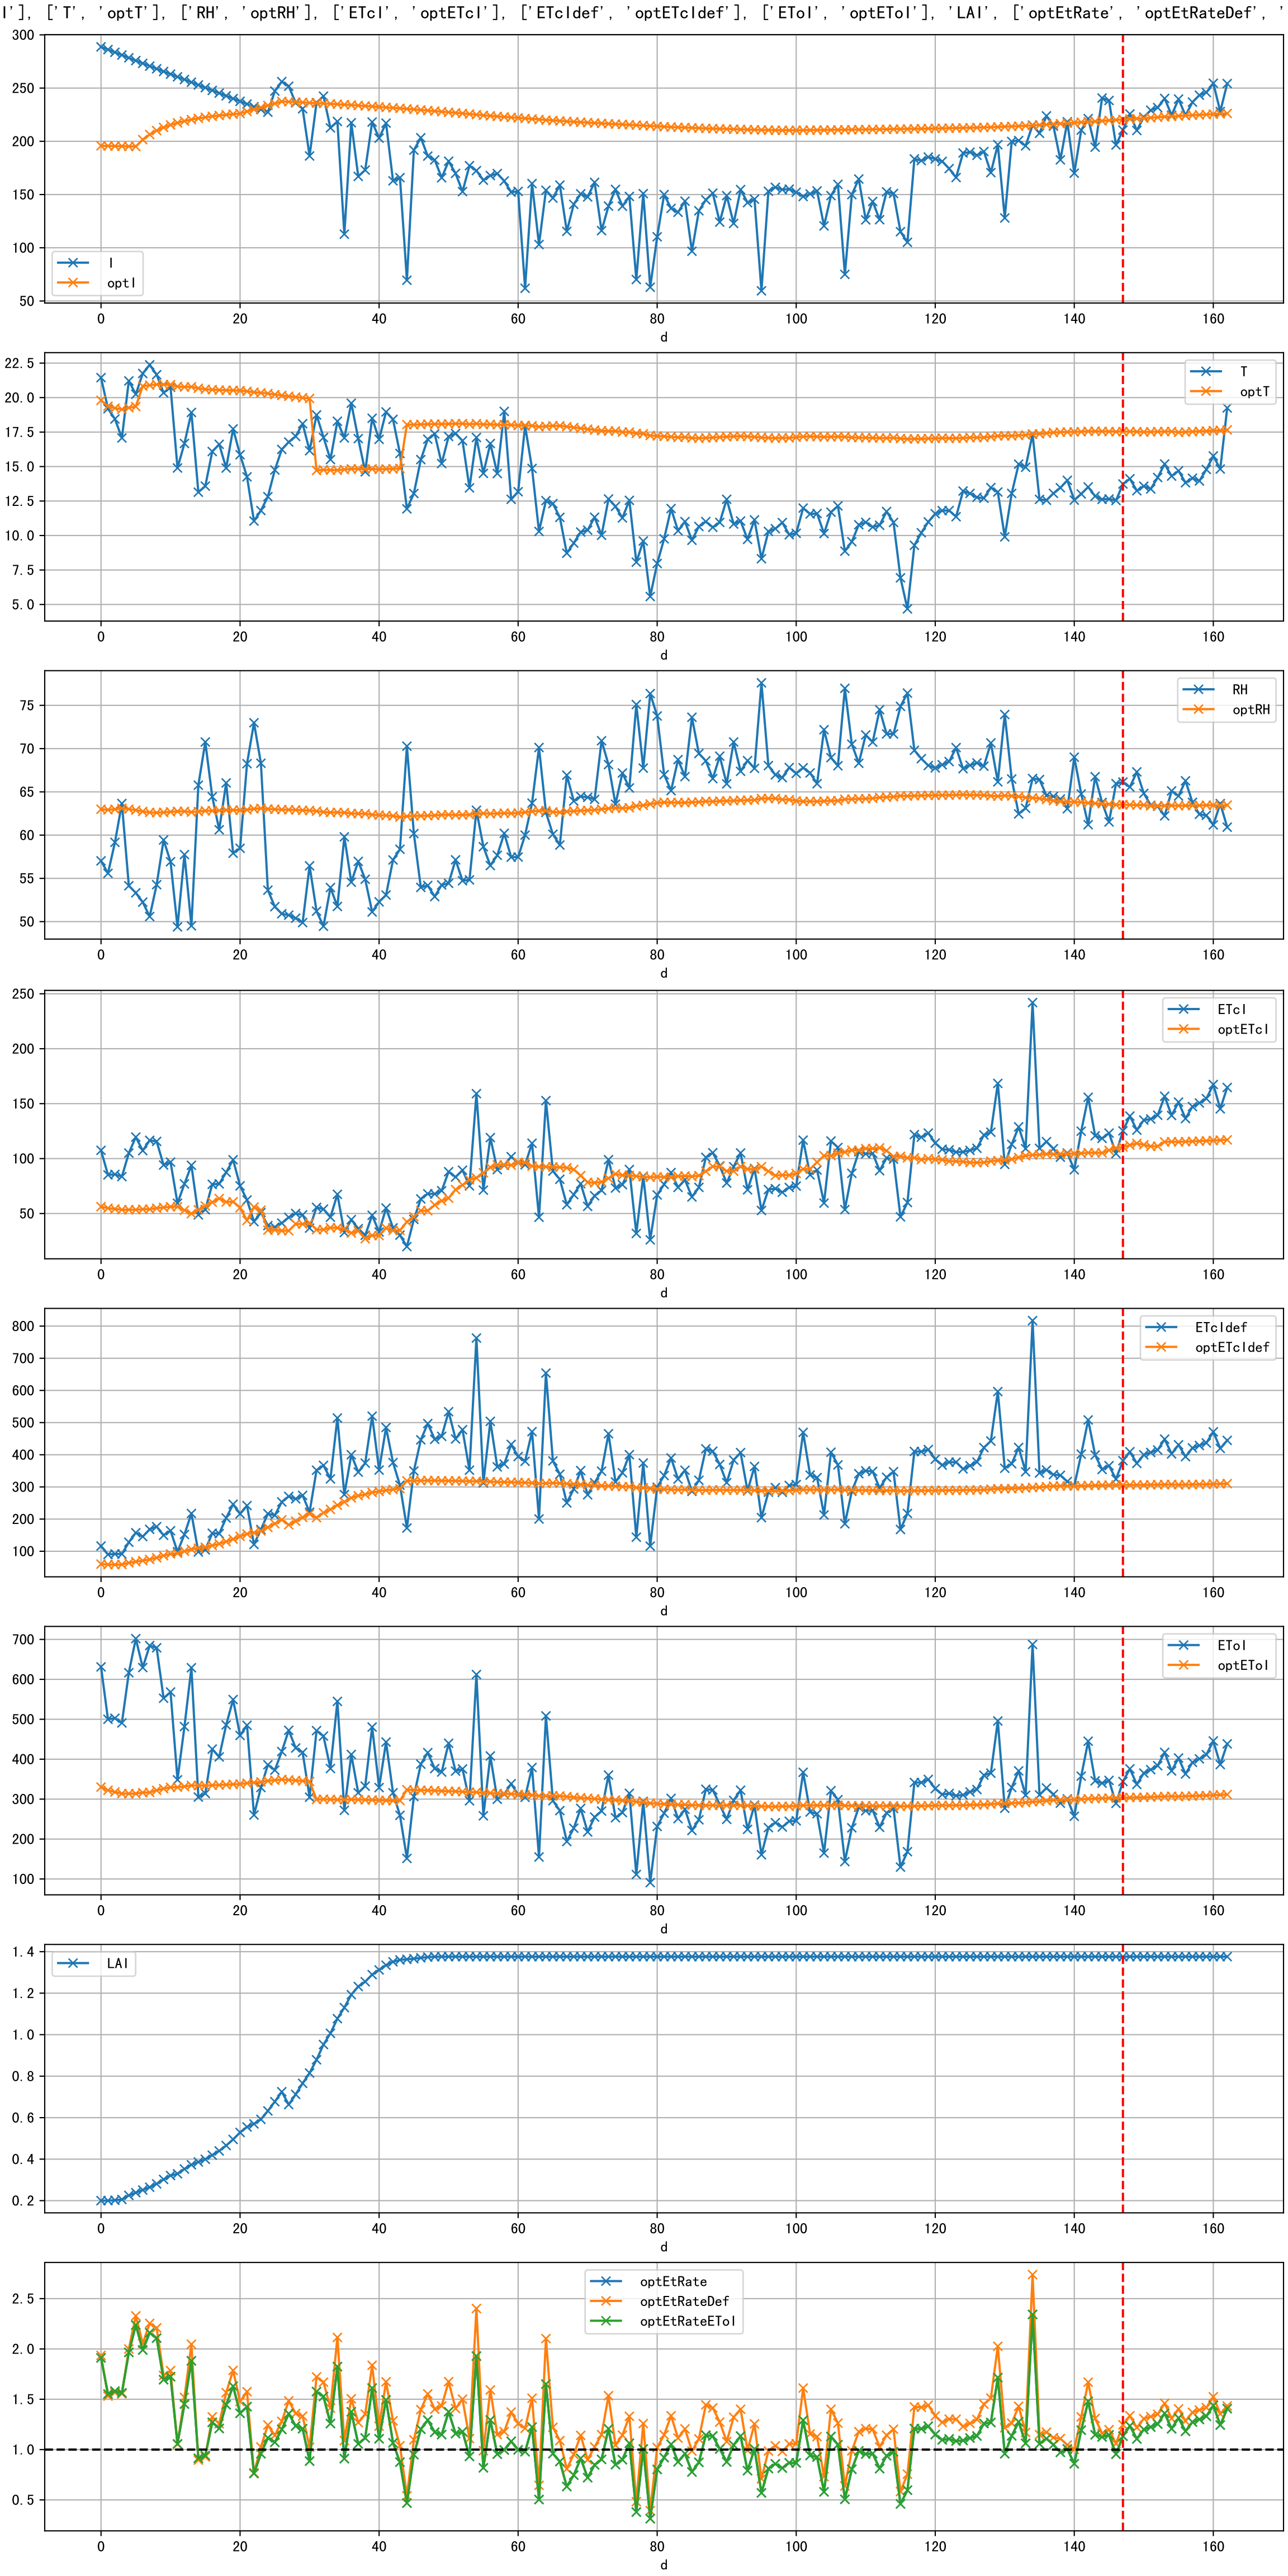 I'], ['T', 'optT'], ['RH', 'optRH'], ['ETcI', 'optETcI'], ['ETcIdef', 'optETcIdef'], ['EToI', 'optEToI'], 'LAI', ['optEtRate', 'optEtRateDef', '
300
250
200
150
100
50
I
optI
0 20 40 60 80 100 120 140 160
d
22.5
20.0
17.5
15.0
12.5
10.0
7.5
5.0
T
optT
0 20 40 60 80 100 120 140 160
d
75
70
65
60
55
50
RH
optRH
0 20 40 60 80 100 120 140 160
d
250
200
150
100
50
ETcI
optETcI
0 20 40 60 80 100 120 140 160
d
800
700
600
500
400
300
200
100
ETcIdef
optETcIdef
0 20 40 60 80 100 120 140 160
d
700
600
500
400
300
200
100
EToI
optEToI
0 20 40 60 80 100 120 140 160
d
1.4
1.2
1.0
0.8
0.6
0.4
0.2
LAI
0 20 40 60 80 100 120 140 160
d
2.5
2.0
1.5
1.0
0.5
optEtRate
optEtRateDef
optEtRateEToI
0 20 40 60 80 100 120 140 160
d